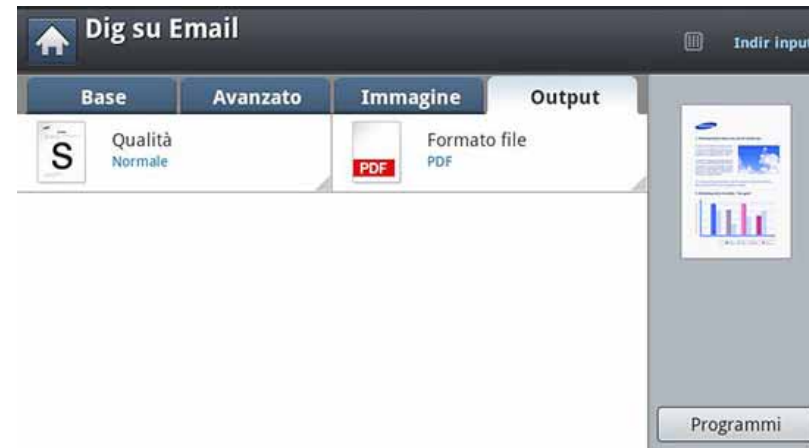 Dig su Email
Indir input
Base Avanzato Immagine Output
S
Qualità
Normale
PDF
Formato file
PDF
Programmi